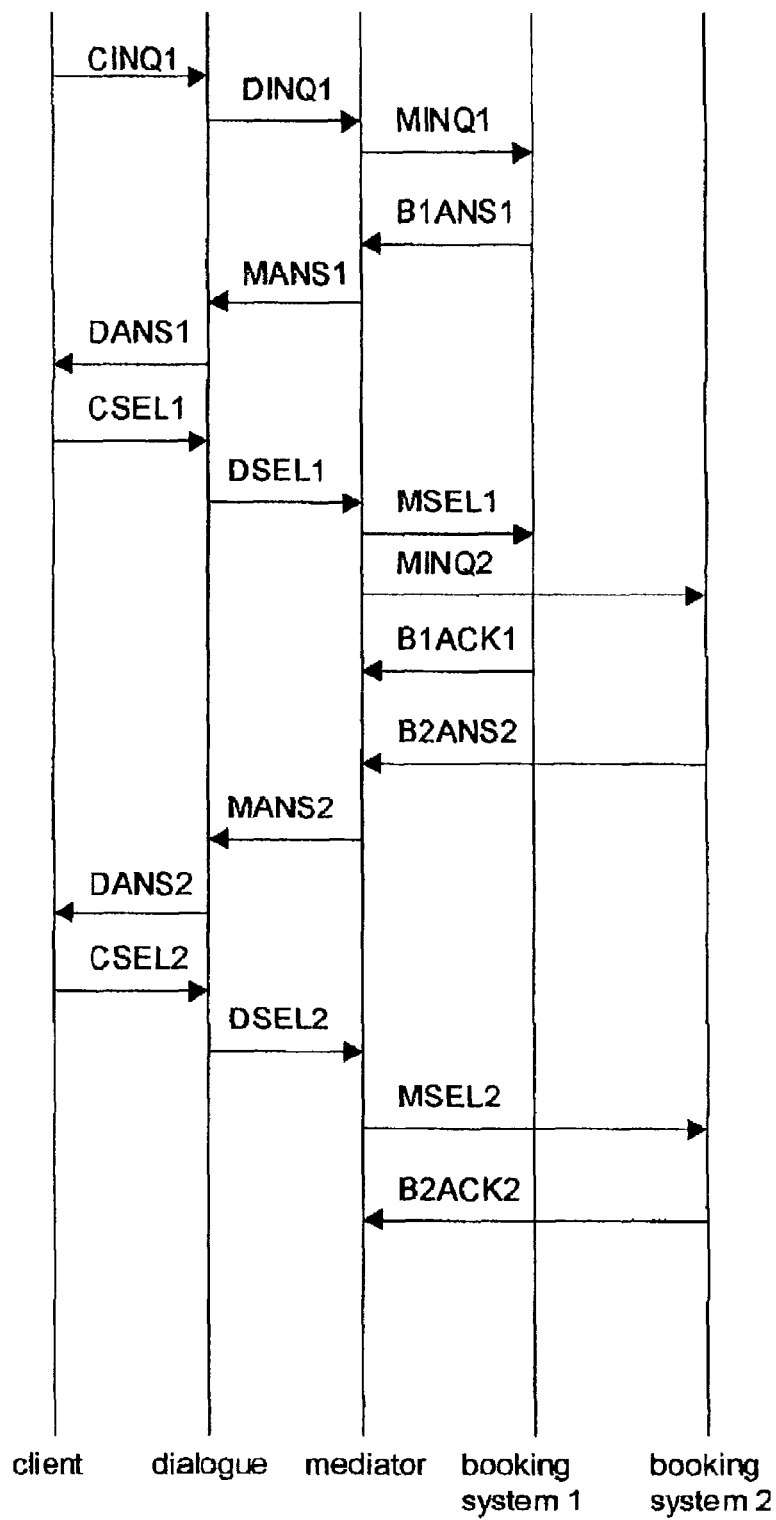 CINQ1
DINQ1
MINQ1
B1ANS1
MANS1
DANS1
CSEL1
DSEL1
MSEL1
MINQ2
B1ACK1
B2ANS2
MANS2
DANS2
CSEL2
DSEL2
MSEL2
B2ACK2
client dialogue mediator booking booking
system 1 system 2